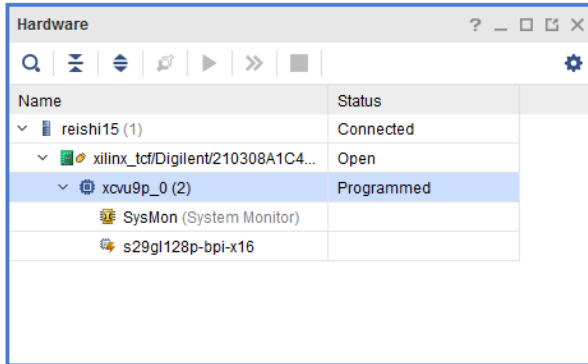 Hardware
Name Status
reishi15 (1) Connected
xilinx_tcf/Digilent/210308A1C4... Open
xcvu9p_0 (2) Programmed
SysMon (System Monitor)
s29gl128p-bpi-x16